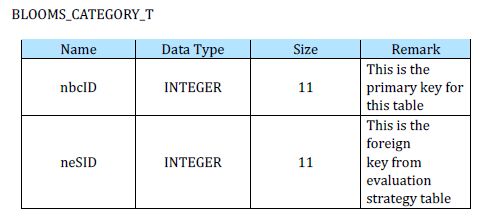 BLOOMS_CATEGORY_T
Name Data Type Size Remark
This is the
nbcID INTEGER 11 primary key for
this table
This is the
foreign
neSID INTEGER 11 key from
evaluation
strategy table